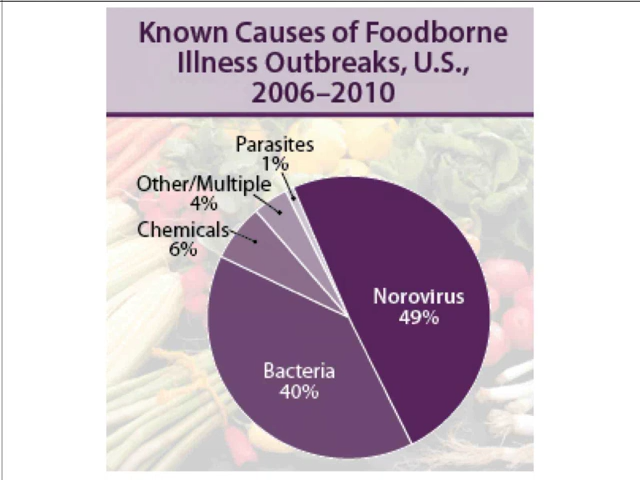 Known Causes of Foodborne
Illness Outbreaks, U.S.,
2006–2010
Parasites
1%
Other/Multiple
4%
Chemicals
6%
Norovirus
49%
Bacteria
40%